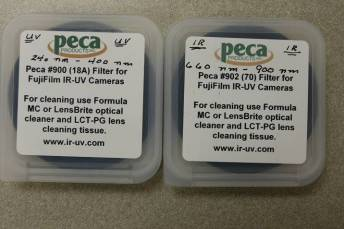 UV UV
peca
PRODUCTS
240 nm - 400 nm
Peca #900 (18A) Filter for
FujiFilm IR-UV Cameras
For cleaning use Formula
MC or LensBrite optical
cleaner and LCT-PG lens
cleaning tissue.
www.ir-uv.com
IR IR
peca
PRODUCTS
660 nm - 900 nm
Peca #902 (70) Filter for
FujiFilm IR-UV Cameras
For cleaning use Formula
MC or LensBrite optical
cleaner and LCT-PG lens
cleaning tissue.
www.ir-uv.com